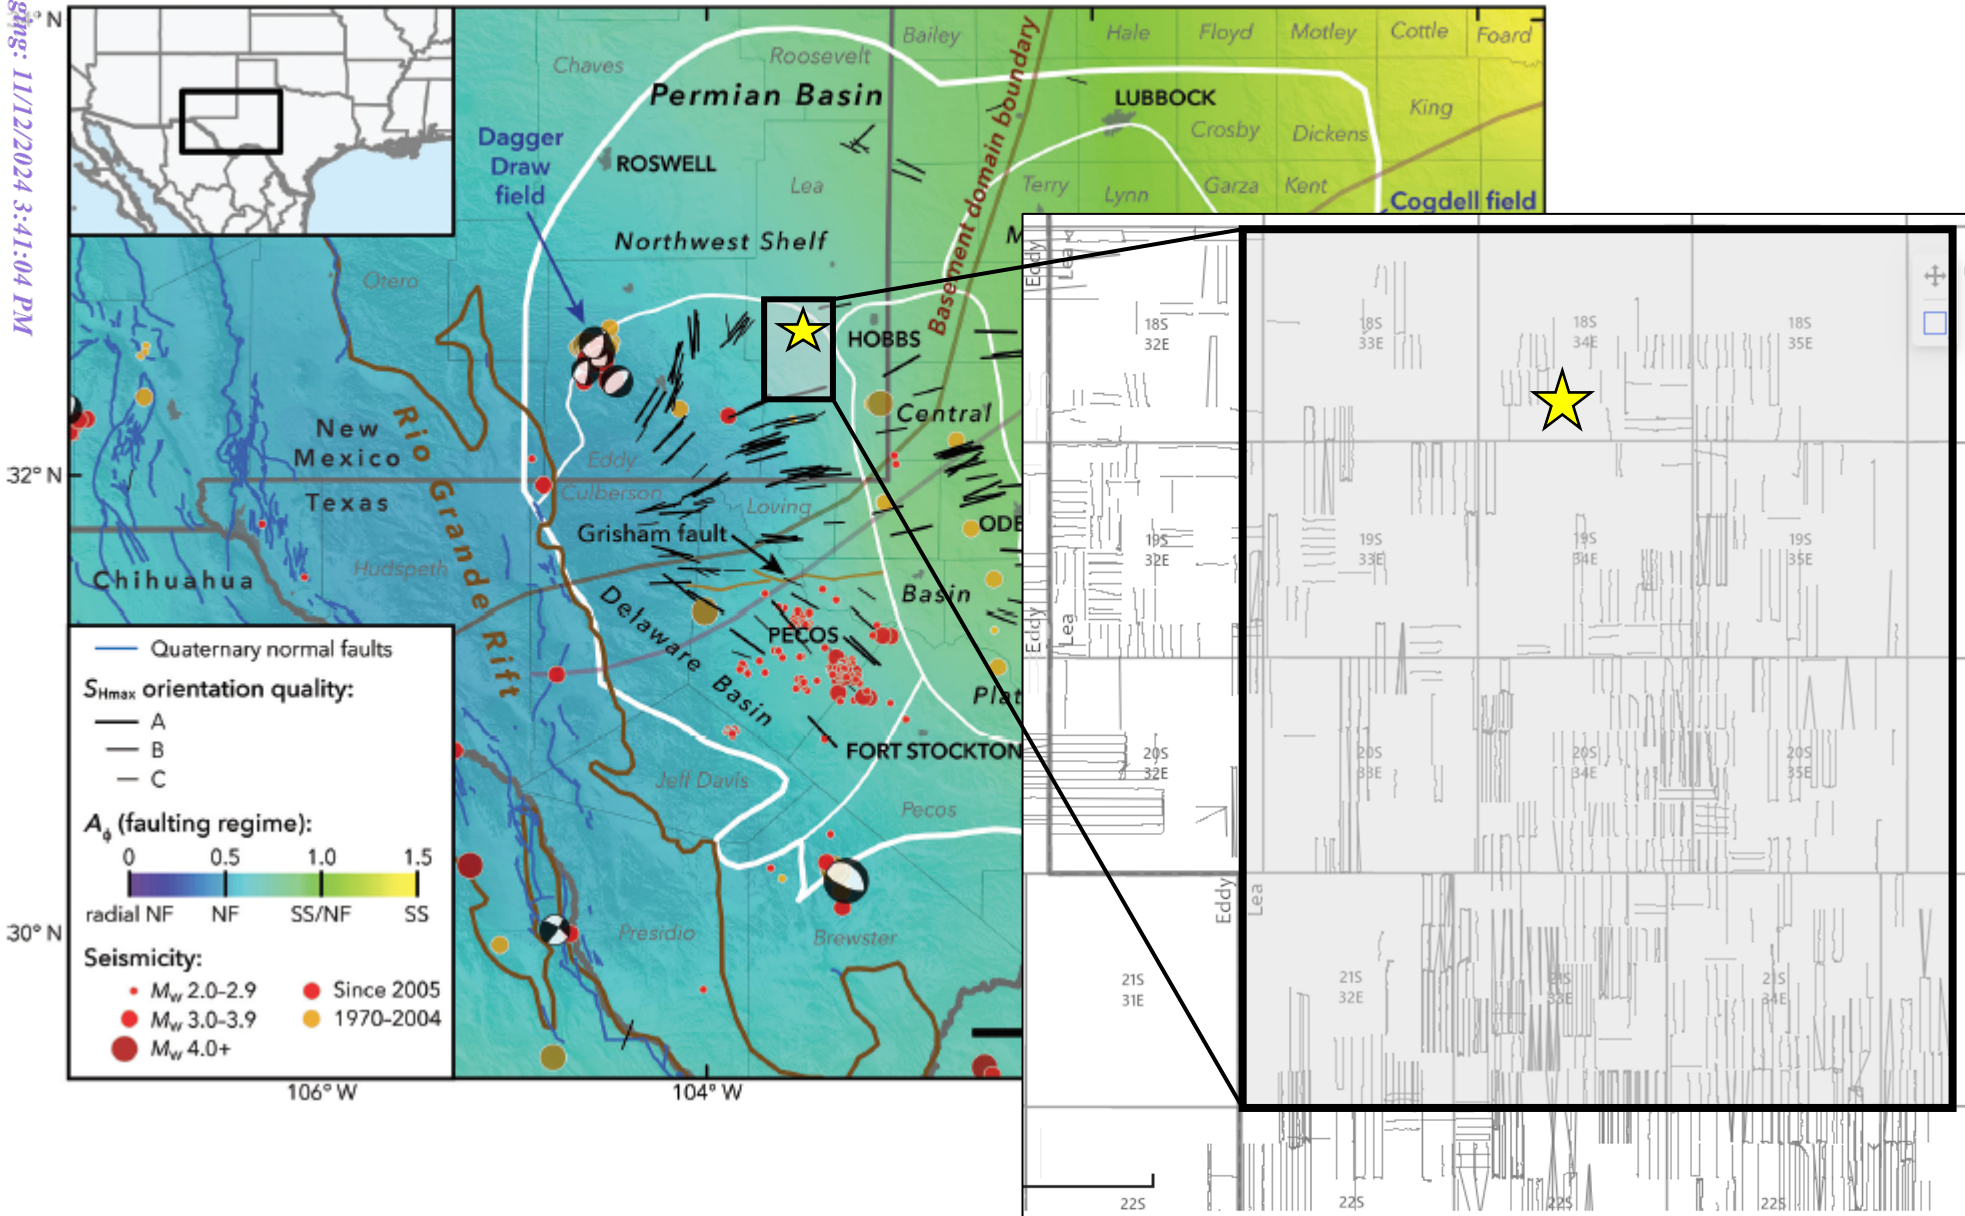 ging: 11/12/2024 3:41:04 PM
° N
32° N
30° N
106° W
104° W
Chaves
Roosevelt
Bailey
Hale
Floyd
Motley
Cottle
Foard
Permian Basin
LUBBOCK
King
Crosby
Dickens
Dagger
Draw
field
ROSWELL
Lea
Terry
Lynn
Garza
Kent
Cogdell field
Basement domain boundary
Northwest Shelf
M
Otero
HOBBS
Central
New
Mexico
Texas
Rio Grande Rift
Eddy
Culberson
Loving
Grisham fault
ODE
Hudspeth
Chihuahua
Basin
Delaware Basin
PECOS
Plat
FORT STOCKTON
Jeff Davis
Pecos
Presidio
Brewster
Quaternary normal faults
SHmax orientation quality:
A
B
C
Aϕ (faulting regime):
0 0.5 1.0 1.5
radial NF NF SS/NF SS
Seismicity:
Mw 2.0–2.9
Mw 3.0–3.9
Mw 4.0+
Since 2005
1970–2004
Eddy
Lea
18S
32E
18S
33E
18S
34E
18S
35E
19S
32E
19S
33E
19S
34E
19S
35E
Eddy
Lea
20S
32E
20S
33E
20S
34E
20S
35E
Eddy
Lea
21S
31E
21S
32E
21S
33E
21S
34E
22S
22S
22S
22S